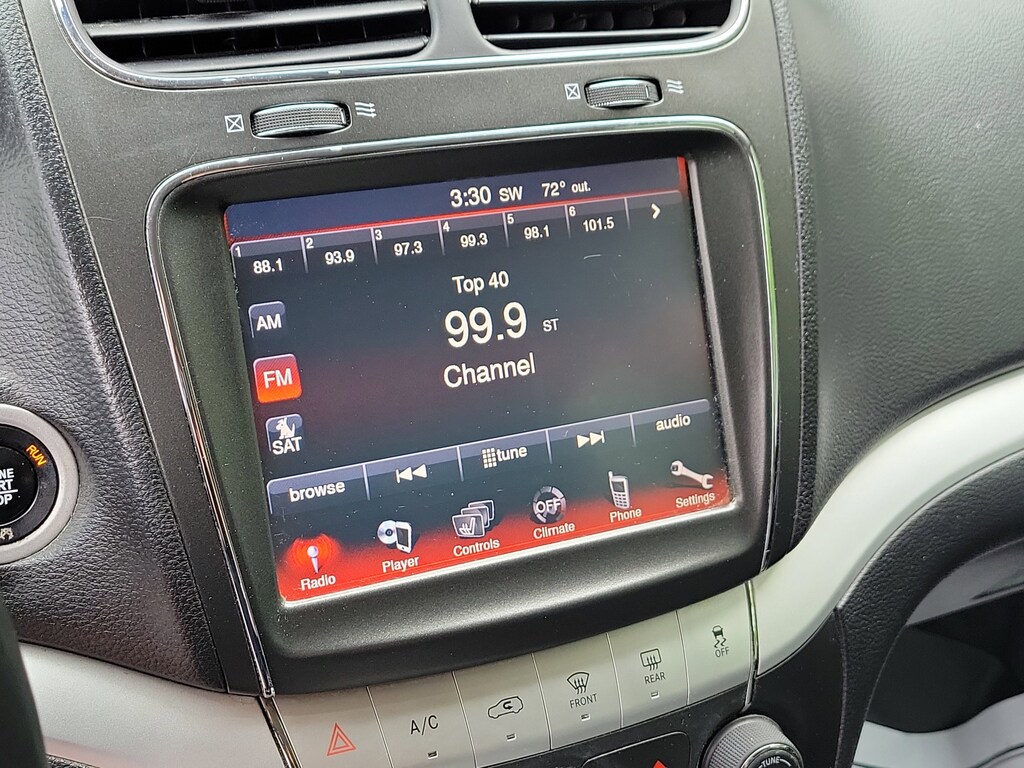 3:30 SW 72° out.
1 88.1 2 93.9 3 97.3 4 99.3 5 98.1 6 101.5
Top 40
AM
99.9 ST
Channel
FM
SAT
browse tune audio
Radio Player Controls OFF Climate Phone Settings
RUN
A/C FRONT REAR OFF
TUNE